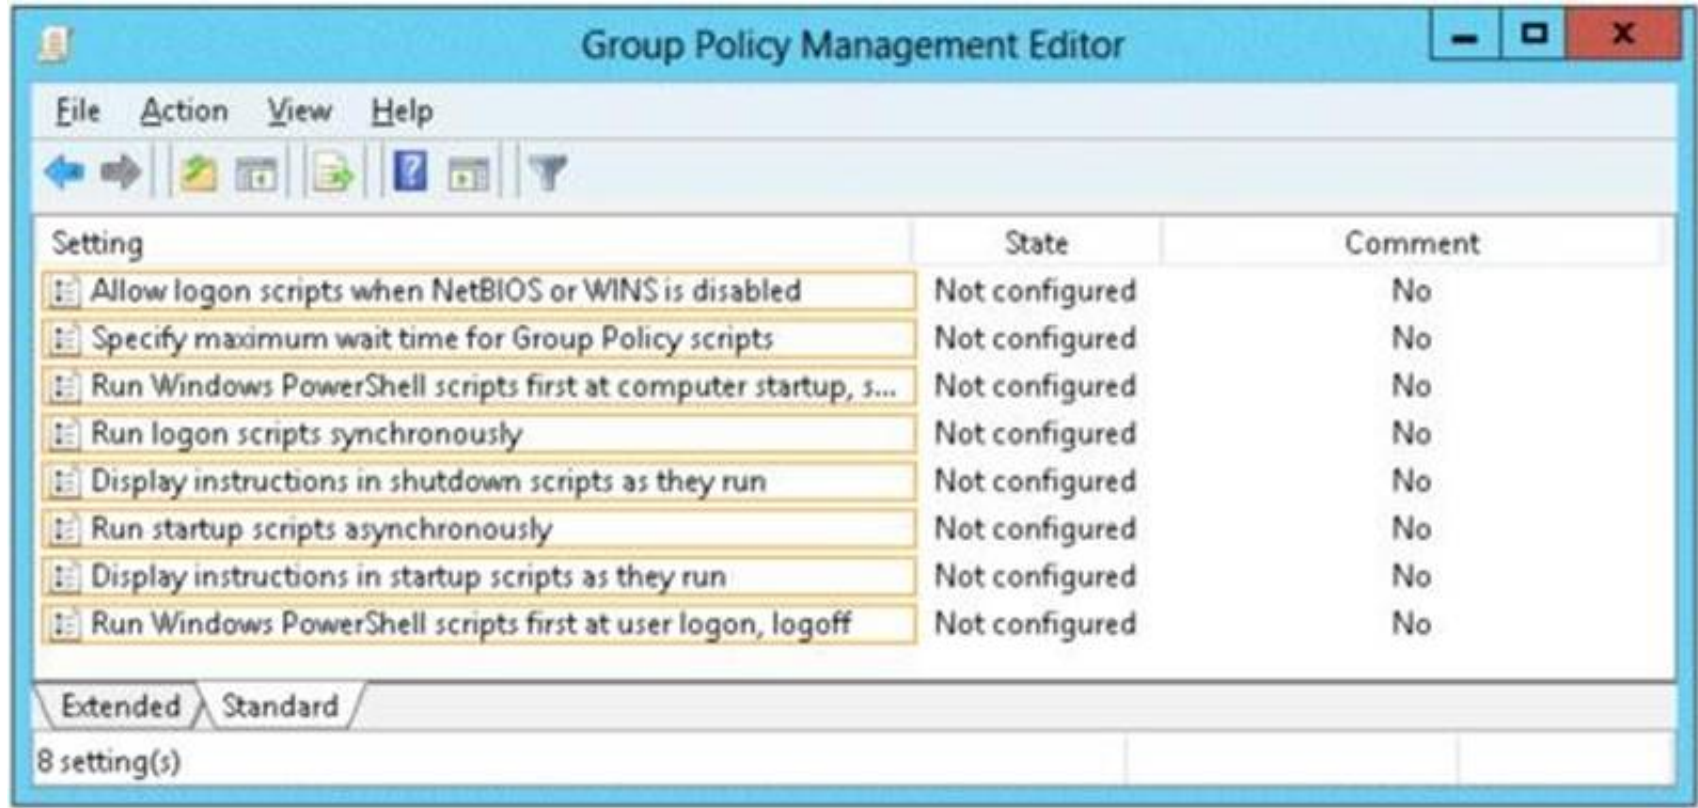 Group Policy Management Editor
File Action View Help
Setting State Comment
Allow logon scripts when NetBIOS or WINS is disabled Not configured No
Specify maximum wait time for Group Policy scripts Not configured No
Run Windows PowerShell scripts first at computer startup, s... Not configured No
Run logon scripts synchronously Not configured No
Display instructions in shutdown scripts as they run Not configured No
Run startup scripts asynchronously Not configured No
Display instructions in startup scripts as they run Not configured No
Run Windows PowerShell scripts first at user logon, logoff Not configured No
Extended Standard
8 setting(s)